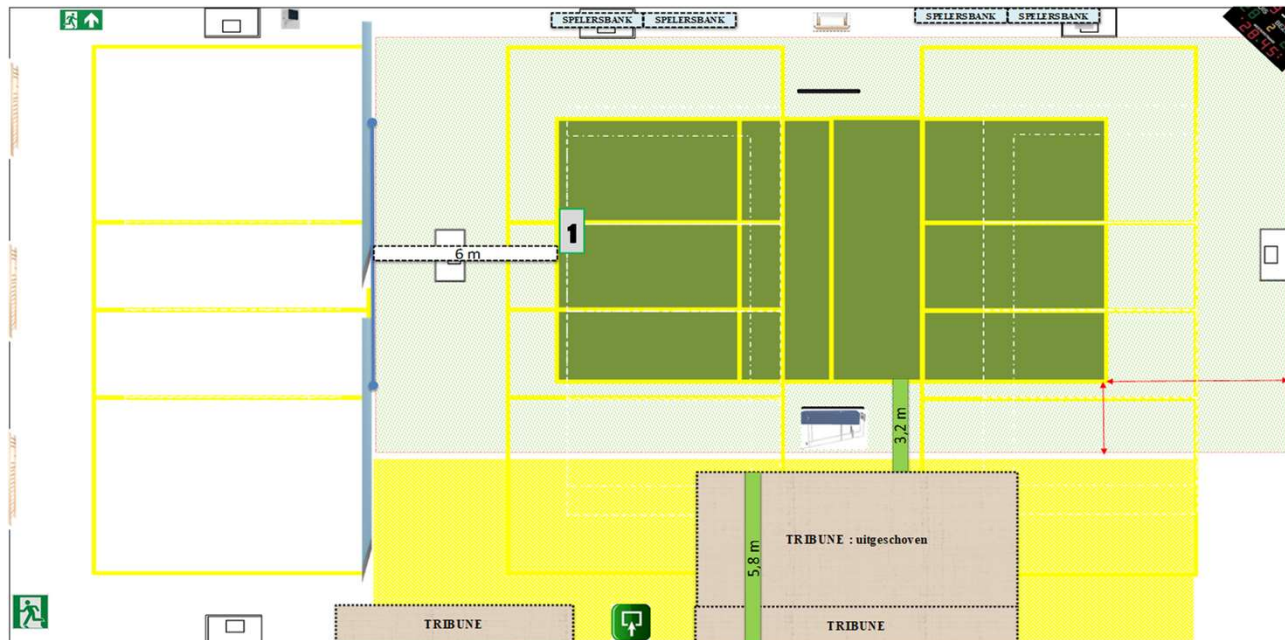 SPELERSBANK SPELERSBANK
SPELERSBANK SPELERSBANK
1
6 m
3,2 m
TRIBUNE : uitgeschoven
5,8 m
TRIBUNE
TRIBUNE